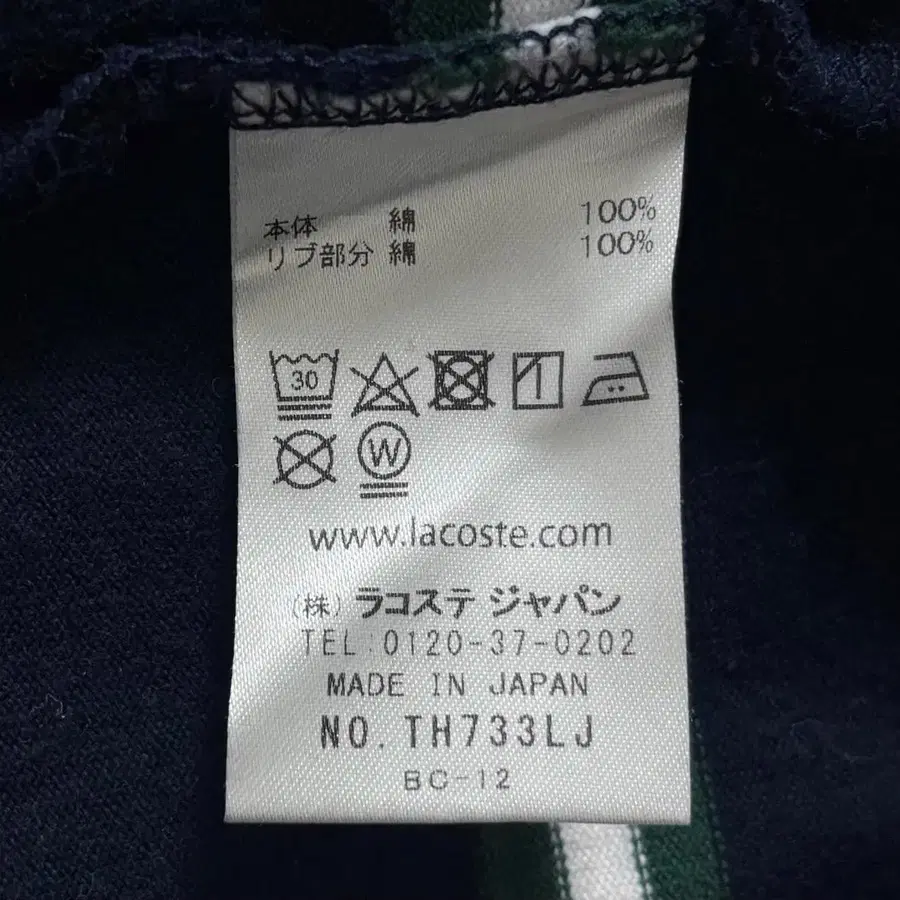 本体 綿 100%
リブ部分 綿 100%
30
W
www.lacoste.com
(株) ラコステ ジャパン
TEL:0120-37-0202
MADE IN JAPAN
NO. TH733LJ
BC-12